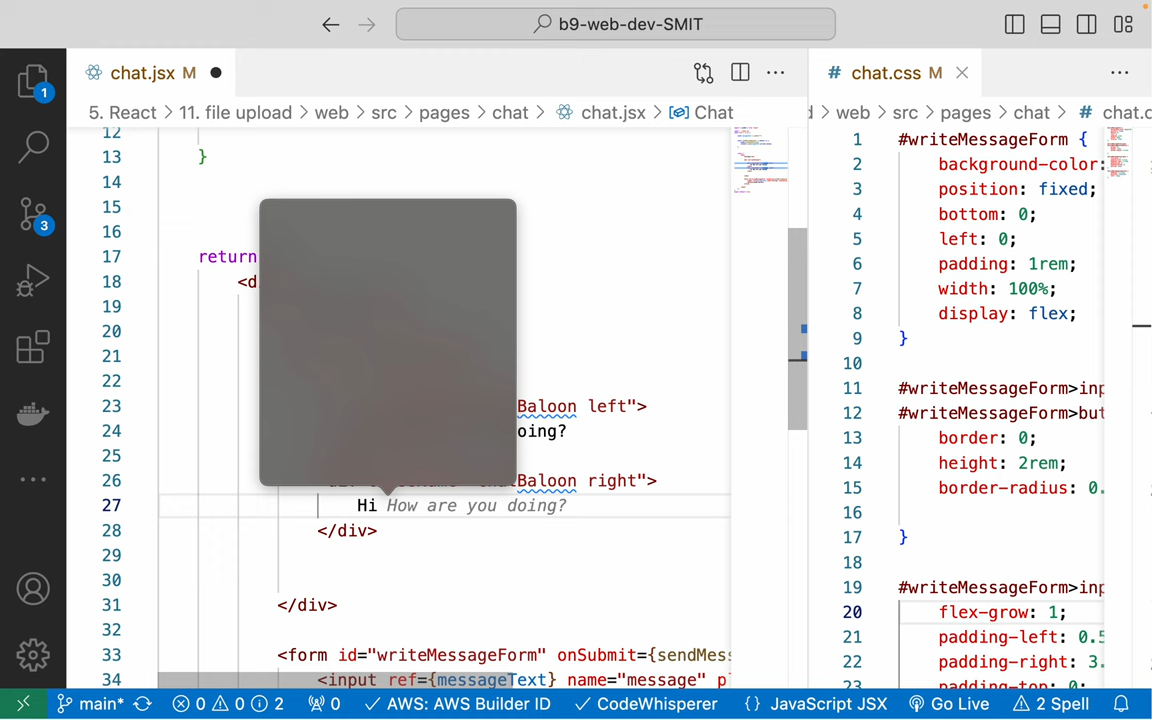 b9-web-dev-SMIT
chat.jsx M
# chat.css M
5. React > 11. file upload > web > src > pages > chat > chat.jsx > Chat
web > src > pages > chat > #
12
13 }
14
15
16
17 return
18 <d
19
20
21
22
23 Baloon left">
24 oing?
25
26 Baloon right">
27 Hi How are you doing?
28 </div>
29
30
31 </div>
32
33 <form id="writeMessageForm" onSubmit={sendMess
34 <input ref={messageText} name="message" pl
1 #writeMessageForm {
2 background-color:
3 position: fixed;
4 bottom: 0;
5 left: 0;
6 padding: 1rem;
7 width: 100%;
8 display: flex;
9 }
10
11 #writeMessageForm>inp
12 #writeMessageForm>but
13 border: 0;
14 height: 2rem;
15 border-radius: 0.
16
17 }
18
19 #writeMessageForm>inp
20 flex-grow: 1;
21 padding-left: 0.5
22 padding-right: 3.
23 padding-top: 0;
1
3
main* 0 0 2 0 AWS: AWS Builder ID CodeWhisperer {} JavaScript JSX Go Live 2 Spell